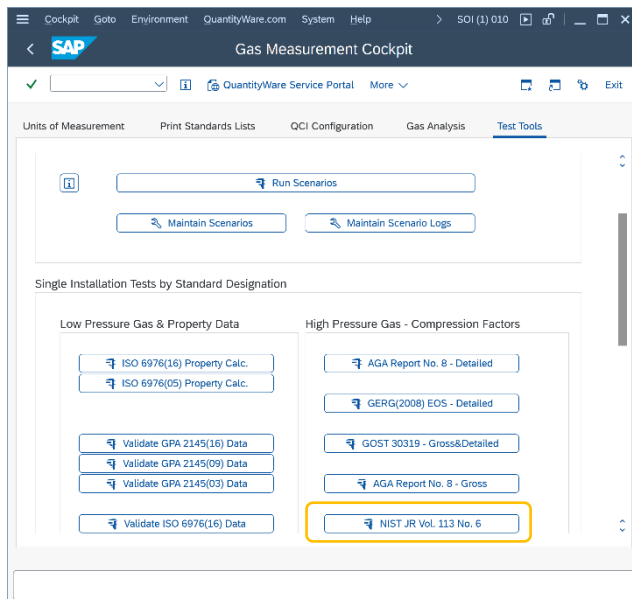 Cockpit Goto Environment QuantityWare.com System Help SOI (1) 010
SAP
Gas Measurement Cockpit
QuantityWare Service Portal More Exit
Units of Measurement Print Standards Lists QCI Configuration Gas Analysis Test Tools
Run Scenarios
Maintain Scenarios Maintain Scenario Logs
Single Installation Tests by Standard Designation
Low Pressure Gas & Property Data High Pressure Gas - Compression Factors
ISO 6976(16) Property Calc. AGA Report No. 8 - Detailed
ISO 6976(05) Property Calc.
GERG(2008) EOS - Detailed
Validate GPA 2145(16) Data GOST 30319 - Gross&Detailed
Validate GPA 2145(09) Data
Validate GPA 2145(03) Data AGA Report No. 8 - Gross
Validate ISO 6976(16) Data NIST JR Vol. 113 No. 6